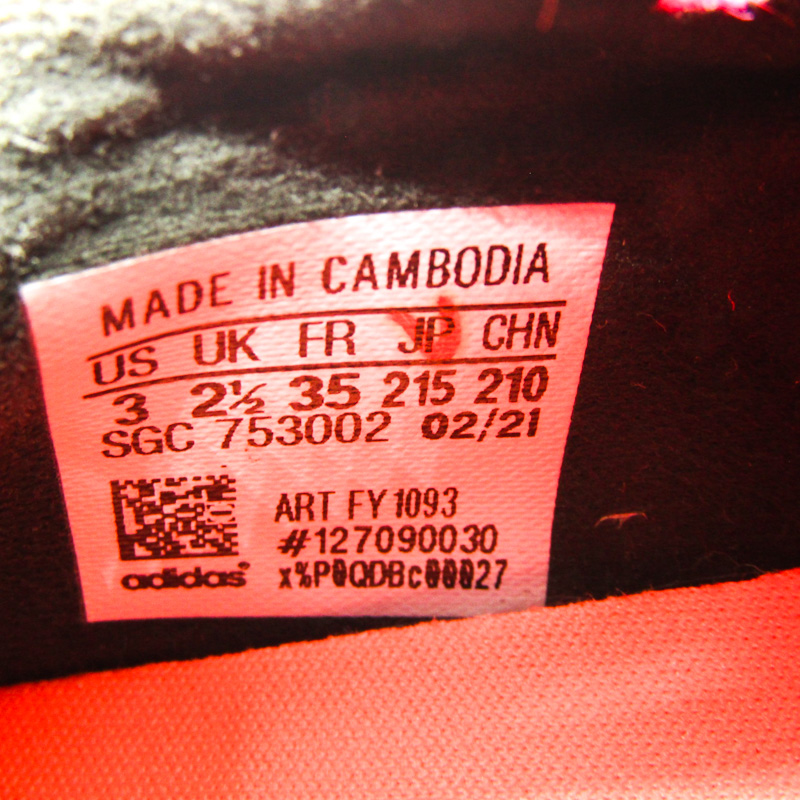 MADE IN CAMBODIA
US UK FR JP CHN
3 2½ 35 215 210
SGC 753002 02/21
ART FY1093
#127090030
adidas® x%P0QDBc00027